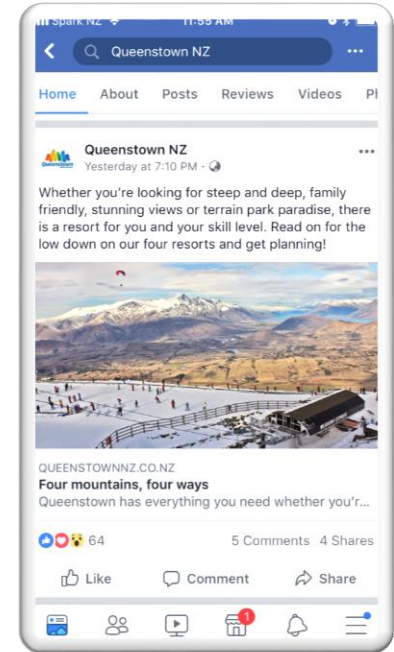 Spark NZ 11:55 AM
Queenstown NZ
Home About Posts Reviews Videos
Queenstown NZ
Yesterday at 7:10 PM ·
Whether you're looking for steep and deep, family
friendly, stunning views or terrain park paradise, there
is a resort for you and your skill level. Read on for the
low down on our four resorts and get planning!
QUEENSTOWNNZ.CO.NZ
Four mountains, four ways
Queenstown has everything you need whether you'r...
64 5 Comments 4 Shares
Like Comment Share
1